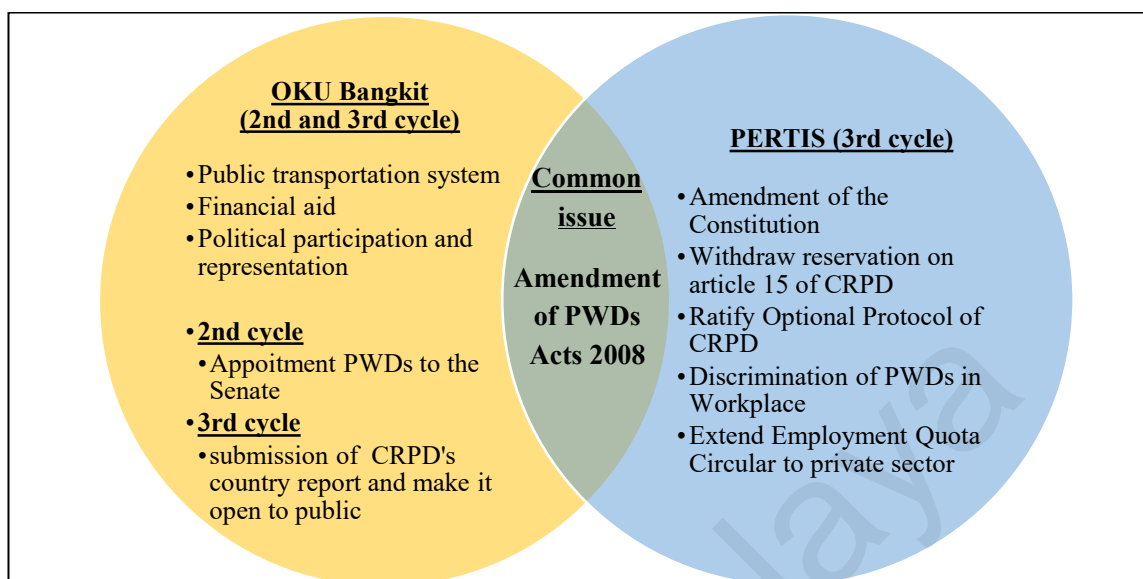 OKU Bangkit
(2nd and 3rd cycle)
•Public transportation system
•Financial aid
•Political participation and
representation
•2nd cycle
•Appoitment PWDs to the
Senate
•3rd cycle
•submission of CRPD's
country report and make it
open to public
Common
issue
Amendment
of PWDs
Acts 2008
PERTIS (3rd cycle)
•Amendment of the
Constitution
•Withdraw reservation on
article 15 of CRPD
•Ratify Optional Protocol of
CRPD
•Discrimination of PWDs in
Workplace
•Extend Employment Quota
Circular to private sector